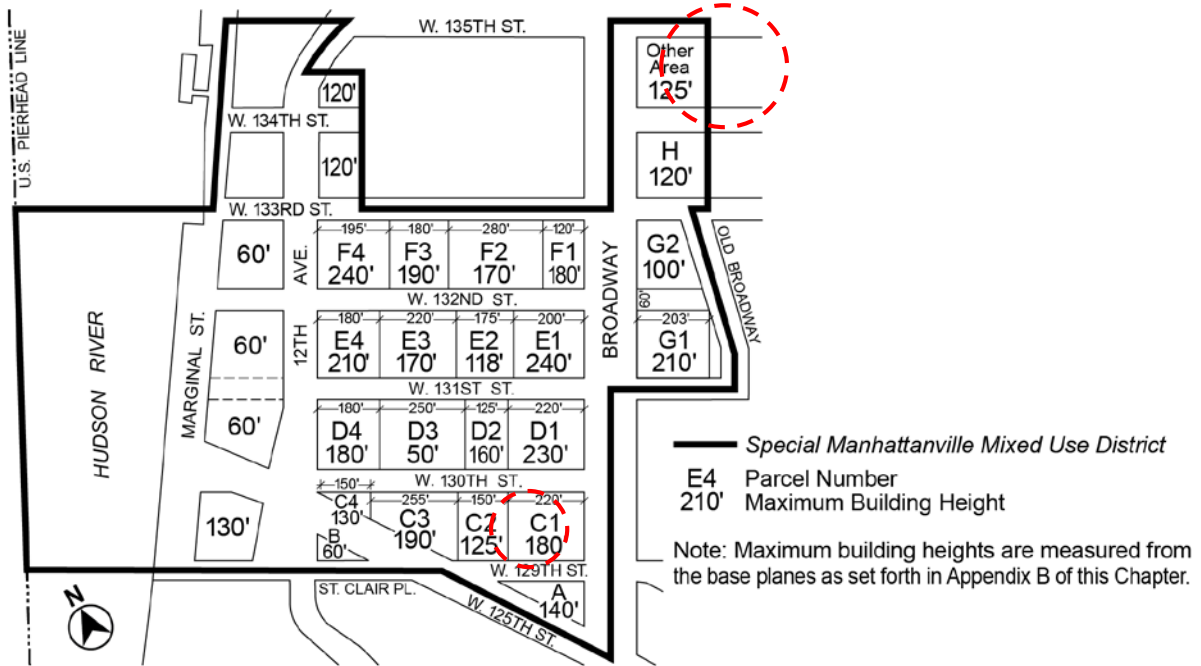 W. 135TH ST.
U.S. PIERHEAD LINE
Other
Area
125'
120'
W. 134TH ST.
120'
H
120'
W. 133RD ST.
60'
AVE.
195' 180' 280' 120'
F4 F3 F2 F1
240' 190' 170' 180'
BROADWAY
G2
100'
OLD BROADWAY
W. 132ND ST.
60'
HUDSON RIVER
MARGINAL ST.
60'
12TH
180' 220' 175' 200'
E4 E3 E2 E1
210' 170' 118' 240'
203'
G1
210'
W. 131ST ST.
60'
180' 250' 125' 220'
D4 D3 D2 D1
180' 50' 160' 230'
W. 130TH ST.
130'
150'
C4
130'
B
60'
255' 150' 220'
C3 C2 C1
190' 125' 180
W. 129TH ST.
A
140'
ST. CLAIR PL.
W. 125TH ST.
N
Special Manhattanville Mixed Use District
E4 Parcel Number
210' Maximum Building Height
Note: Maximum building heights are measured from
the base planes as set forth in Appendix B of this Chapter.